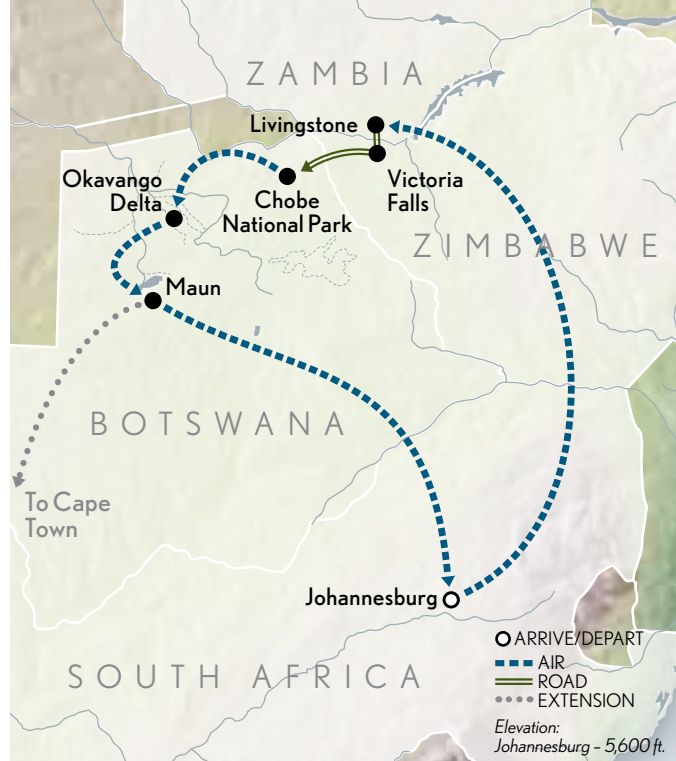 ZAMBIA
Livingstone
Victoria
Falls
Okavango
Delta
Chobe
National Park
ZIMBABWE
Maun
BOTSWANA
To Cape
Town
Johannesburg
SOUTH AFRICA
ARRIVE/DEPART
AIR
ROAD
EXTENSION
Elevation:
Johannesburg – 5,600 ft.